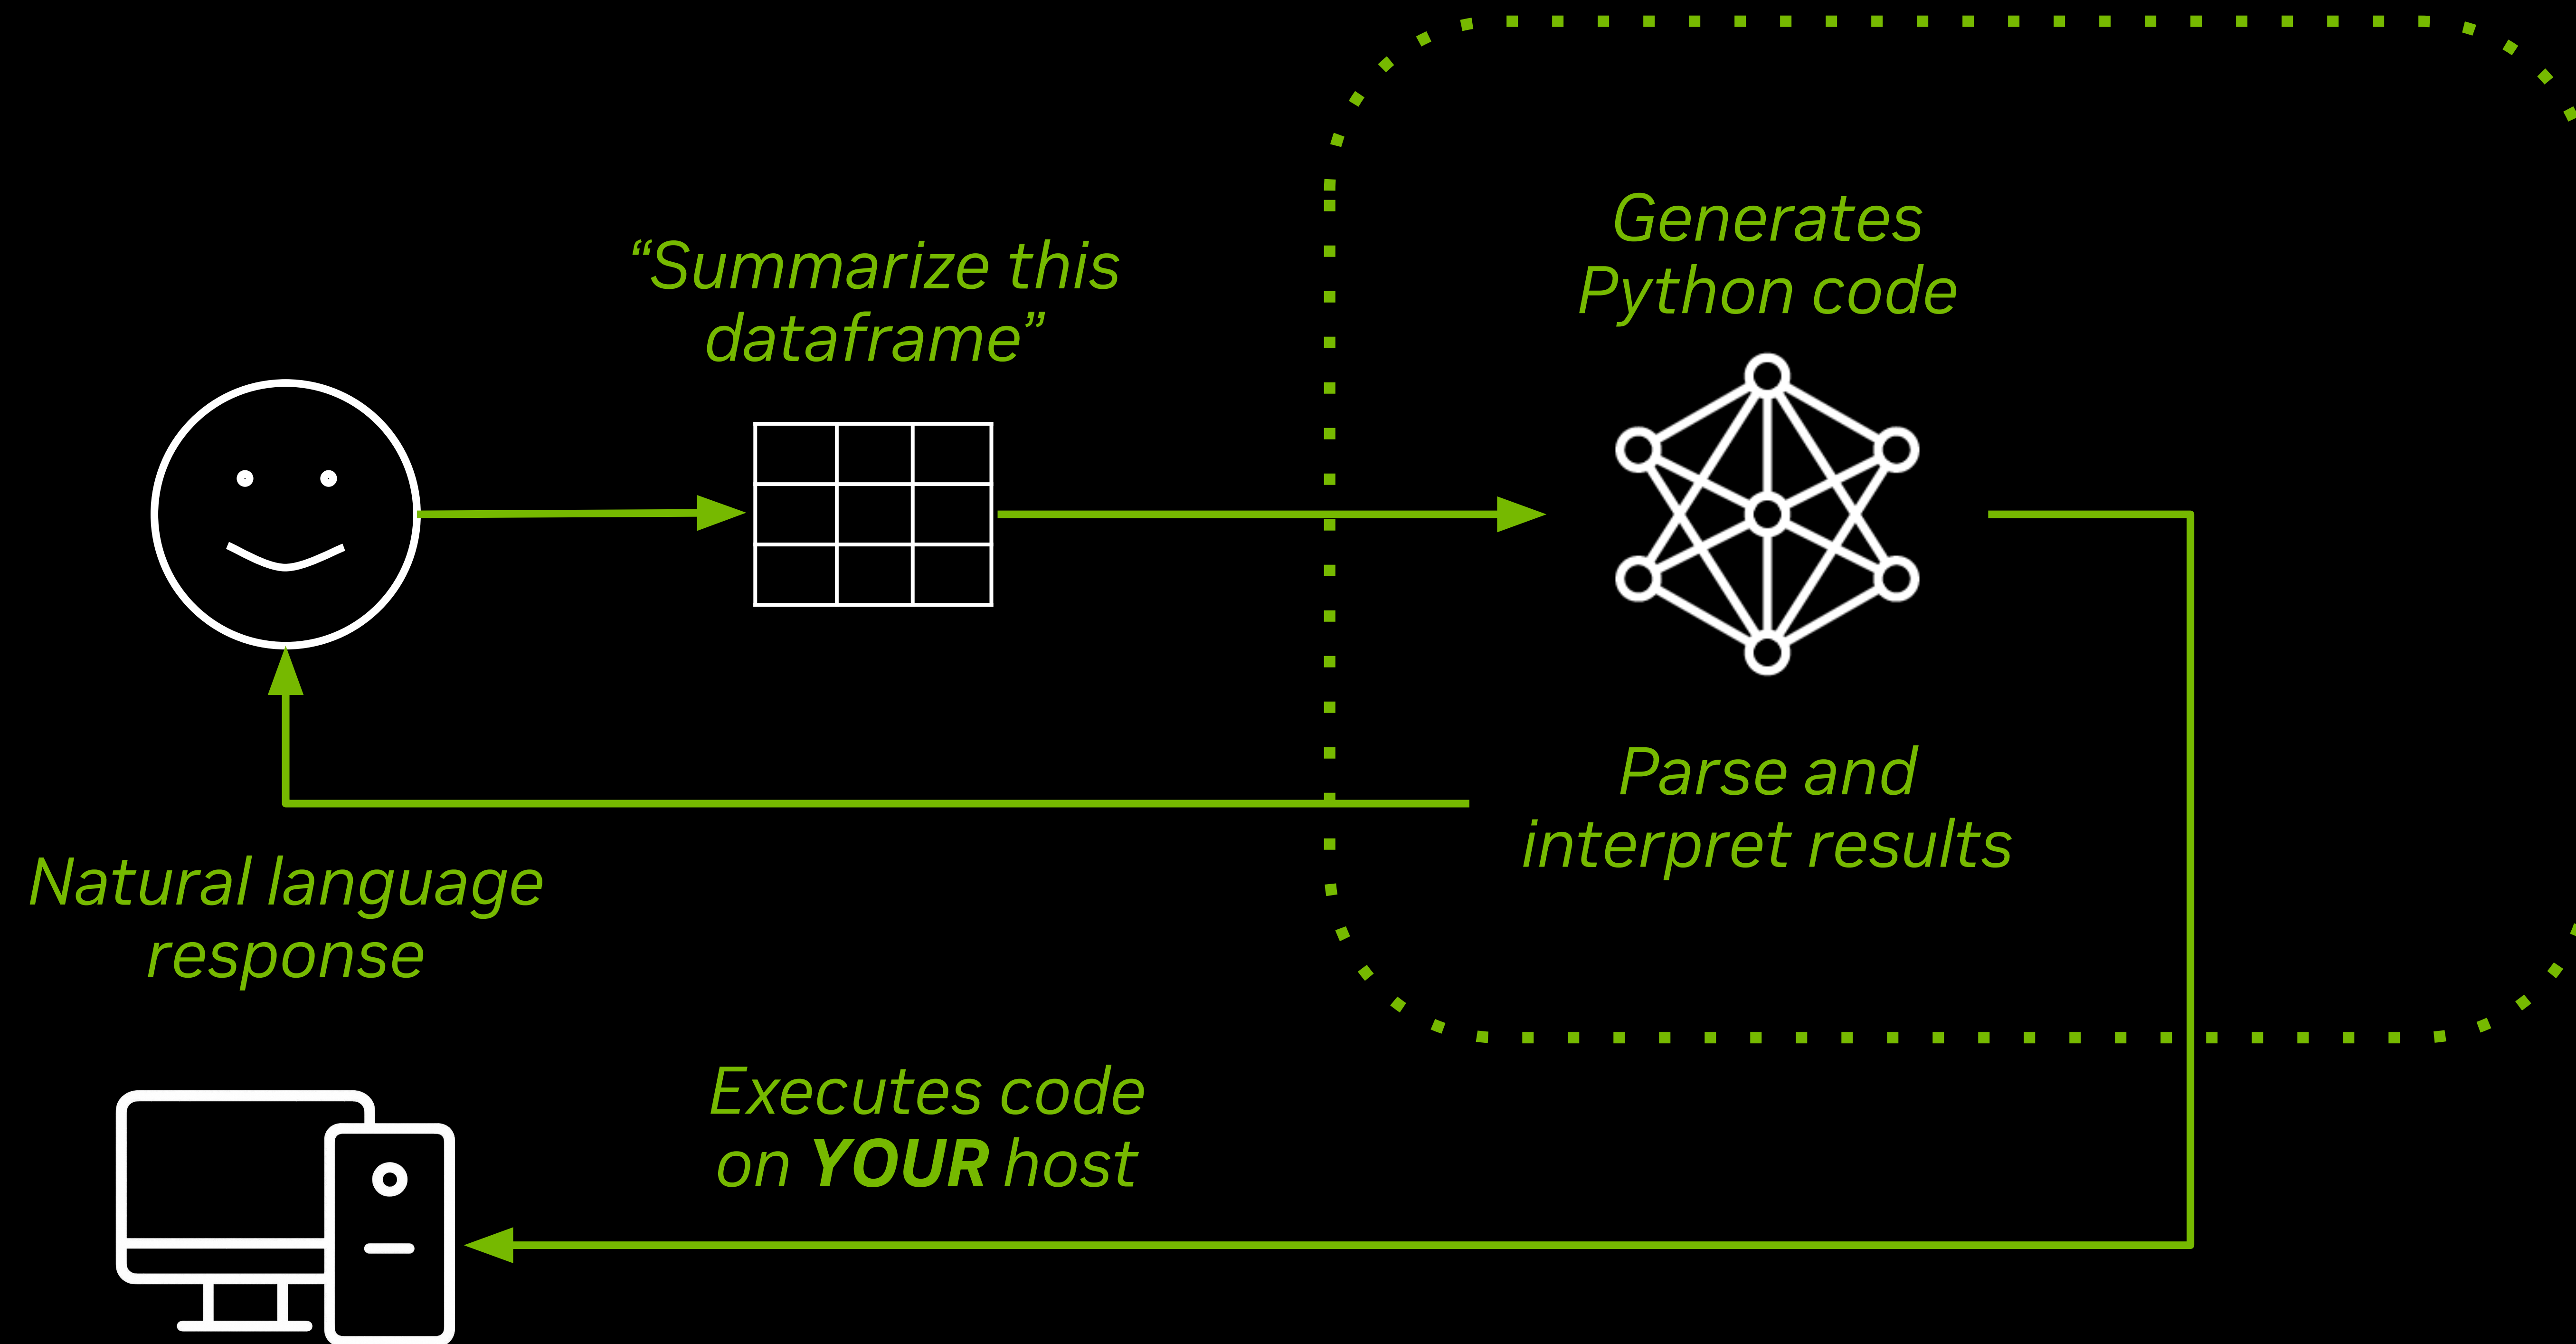 “Summarize this
dataframe”
Generates
Python code
Parse and
interpret results
Natural language
response
Executes code
on YOUR host